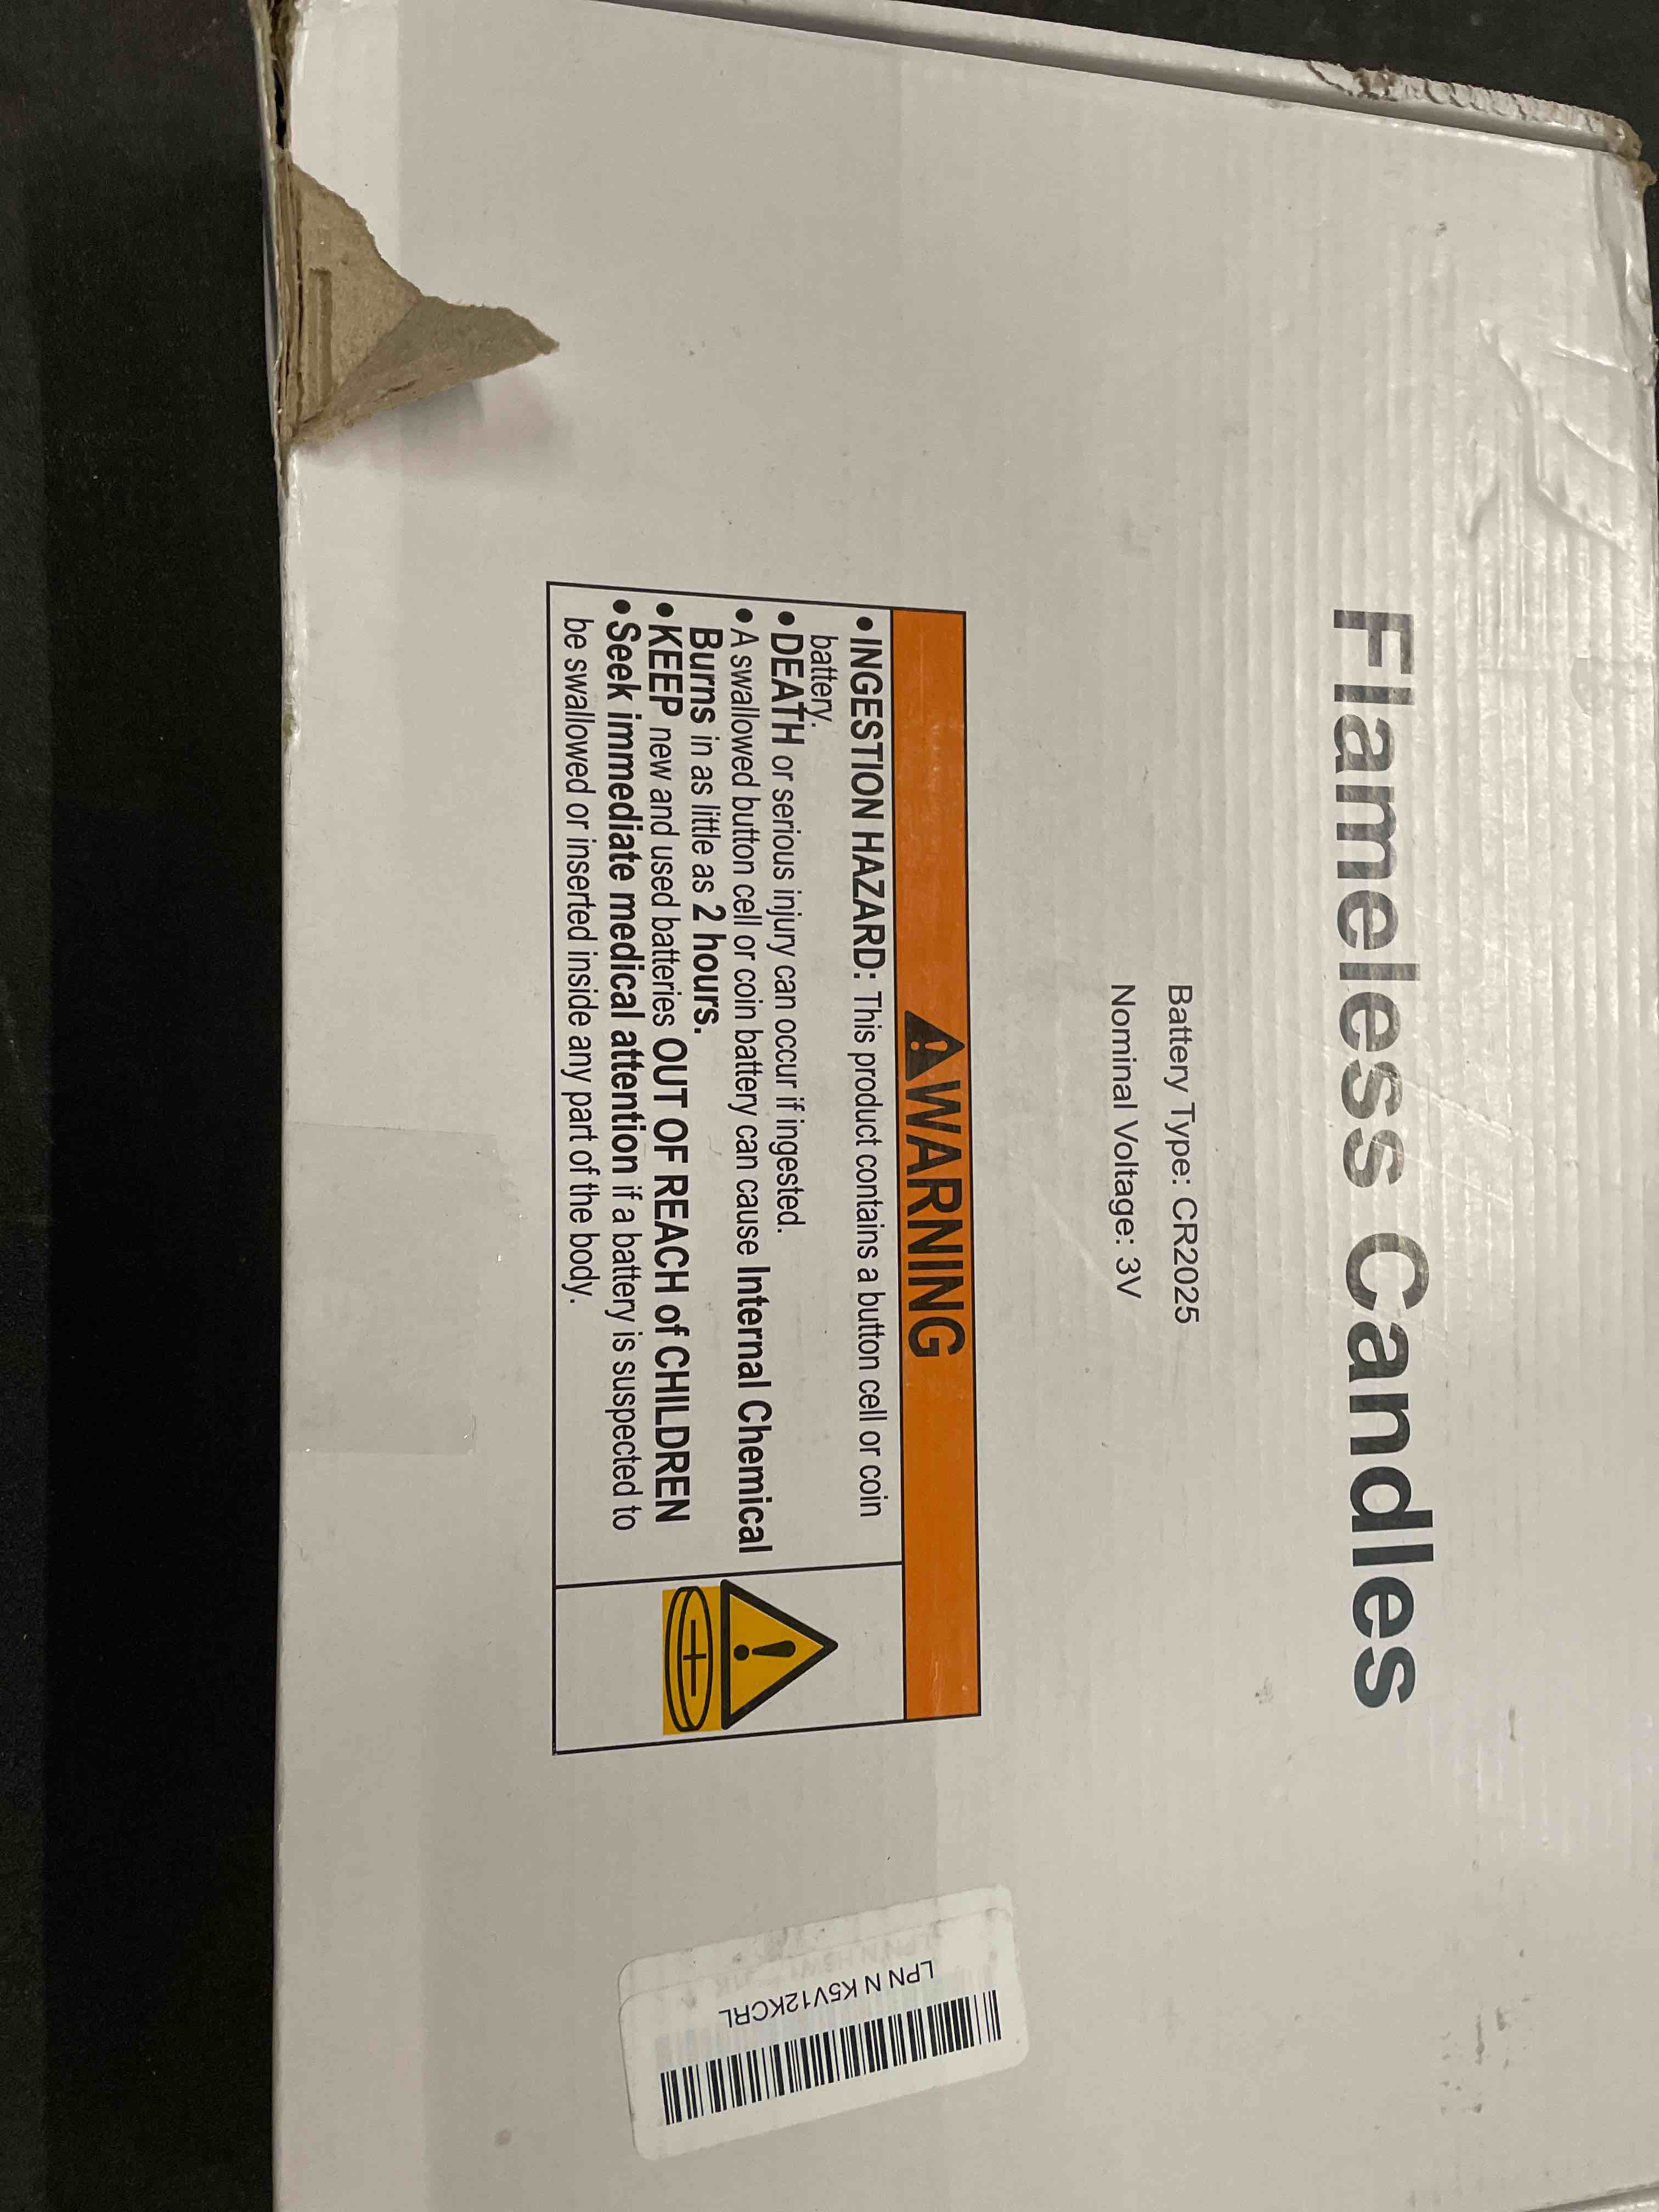 Flameless Candles
Battery Type: CR2025
Nominal Voltage: 3V
WARNING
• INGESTION HAZARD: This product contains a button cell or coin
battery.
• DEATH or serious injury can occur if ingested.
• A swallowed button cell or coin battery can cause Internal Chemical
Burns in as little as 2 hours.
• KEEP new and used batteries OUT OF REACH of CHILDREN
• Seek immediate medical attention if a battery is suspected to
be swallowed or inserted inside any part of the body.
LPN N K5V12KCRL